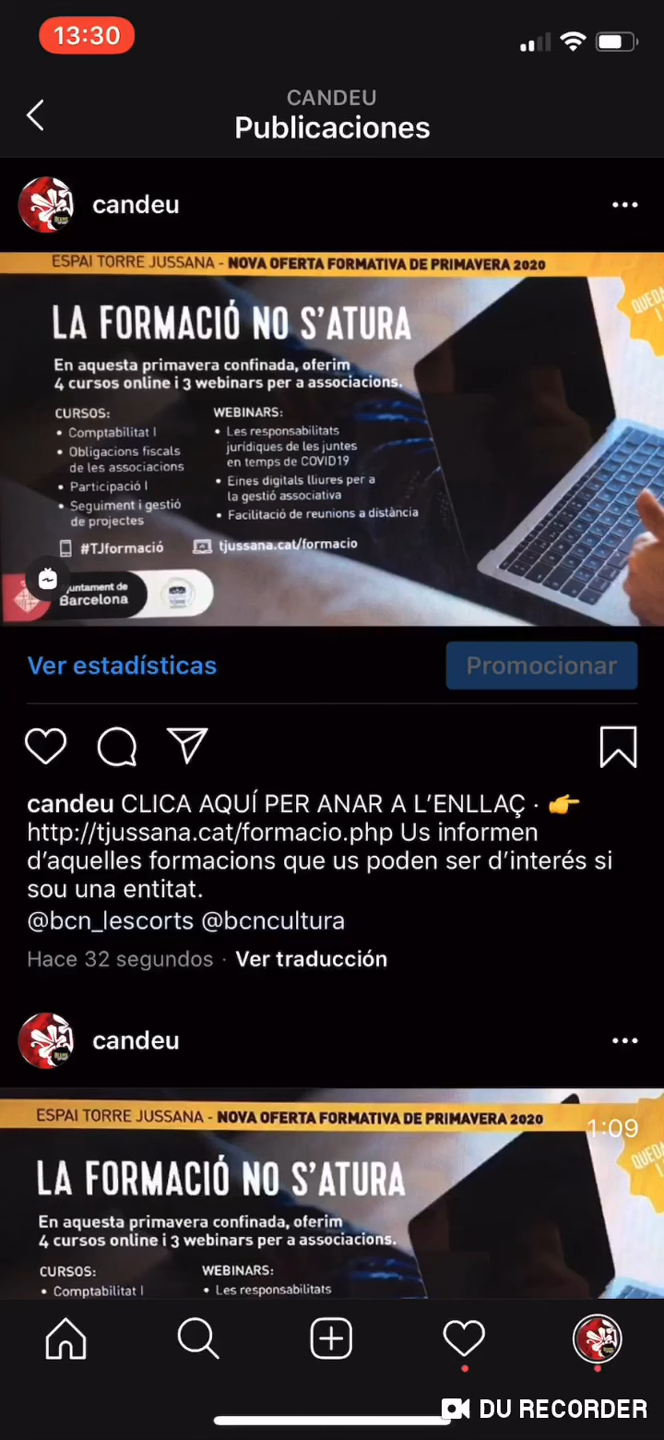 13:30
CANDEU
Publicaciones
candeu
ESPAI TORRE JUSSANA - NOVA OFERTA FORMATIVA DE PRIMAVERA 2020
LA FORMACIÓ NO S'ATURA
En aquesta primavera confinada, oferim
4 cursos online i 3 webinars per a associacions.
CURSOS:
• Comptabilitat I
• Obligacions fiscals
de les associacions
• Participació I
• Seguiment i gestió
de projectes
WEBINARS:
• Les responsabilitats
jurídiques de les juntes
en temps de COVID19
• Eines digitals lliures per a
la gestió associativa
• Facilitació de reunions a distància
#TJformació
tjussana.cat/formacio
juntament de
Barcelona
Ver estadísticas
Promocionar
candeu CLICA AQUÍ PER ANAR A L'ENLLAÇ · 👉
http://tjussana.cat/formacio.php Us informen
d'aquelles formacions que us poden ser d'interés si
sou una entitat.
@bcn_lescorts @bcncultura
Hace 32 segundos · Ver traducción
candeu
ESPAI TORRE JUSSANA - NOVA OFERTA FORMATIVA DE PRIMAVERA 2020
1:09
LA FORMACIÓ NO S'ATURA
En aquesta primavera confinada, oferim
4 cursos online i 3 webinars per a associacions.
CURSOS:
• Comptabilitat I
WEBINARS:
• Les responsabilitats
DU RECORDER